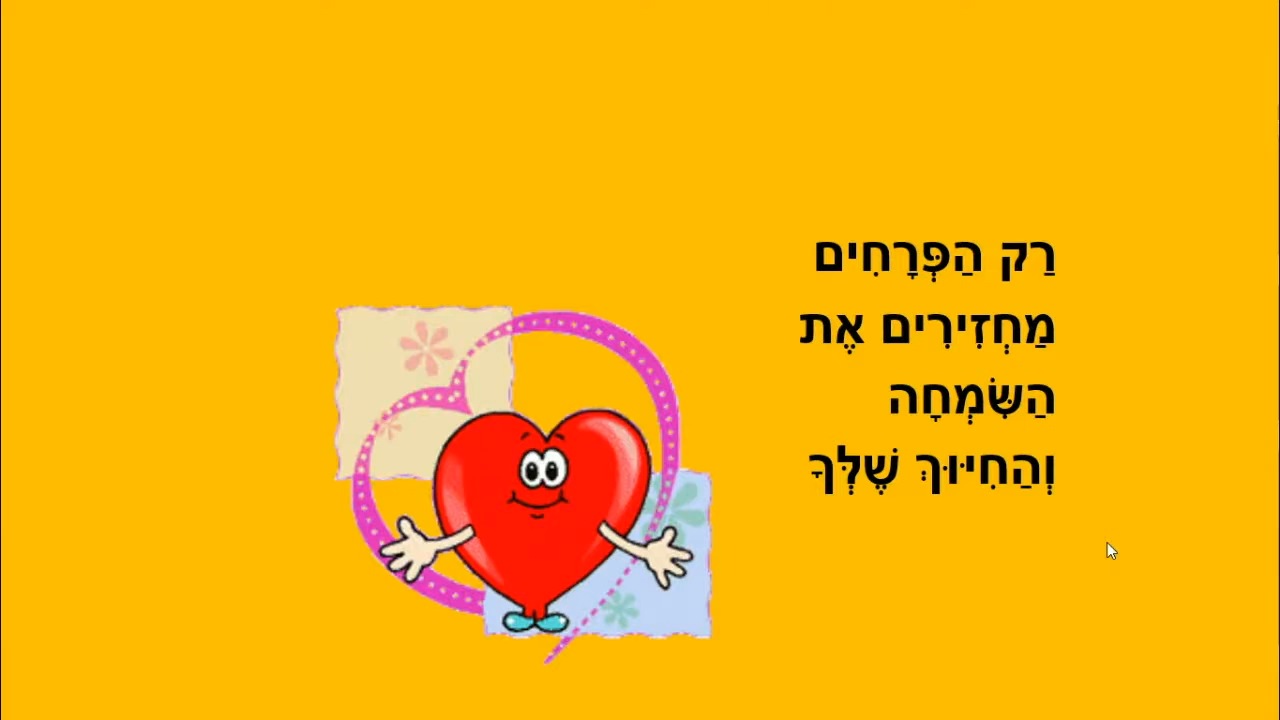 רַק הַפְּרָחִים
מַחְזִירִים אֶת
הַשִּׂמְחָה
וְהַחִיּוּךְ שֶׁלְּךָ